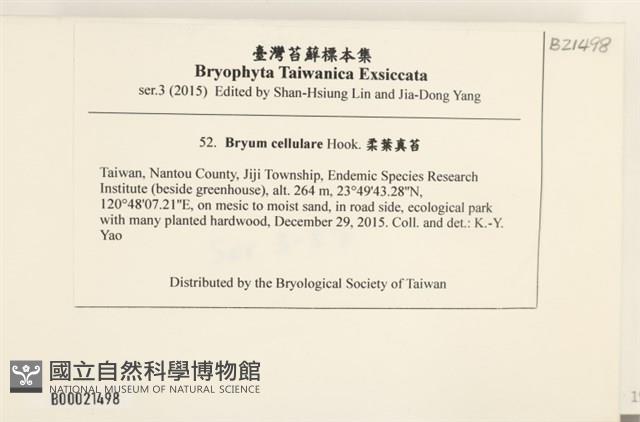 B21498
臺灣苔蘚標本集
Bryophyta Taiwanica Exsiccata
ser.3 (2015) Edited by Shan-Hsiung Lin and Jia-Dong Yang
52. Bryum cellulare Hook. 柔葉真苔
Taiwan, Nantou County, Jiji Township, Endemic Species Research
Institute (beside greenhouse), alt. 264 m, 23°49'43.28"N,
120°48'07.21"E, on mesic to moist sand, in road side, ecological park
with many planted hardwood, December 29, 2015. Coll. and det.: K.-Y.
Yao
Distributed by the Bryological Society of Taiwan
國立自然科學博物館
NATIONAL MUSEUM OF NATURAL SCIENCE
B00021498